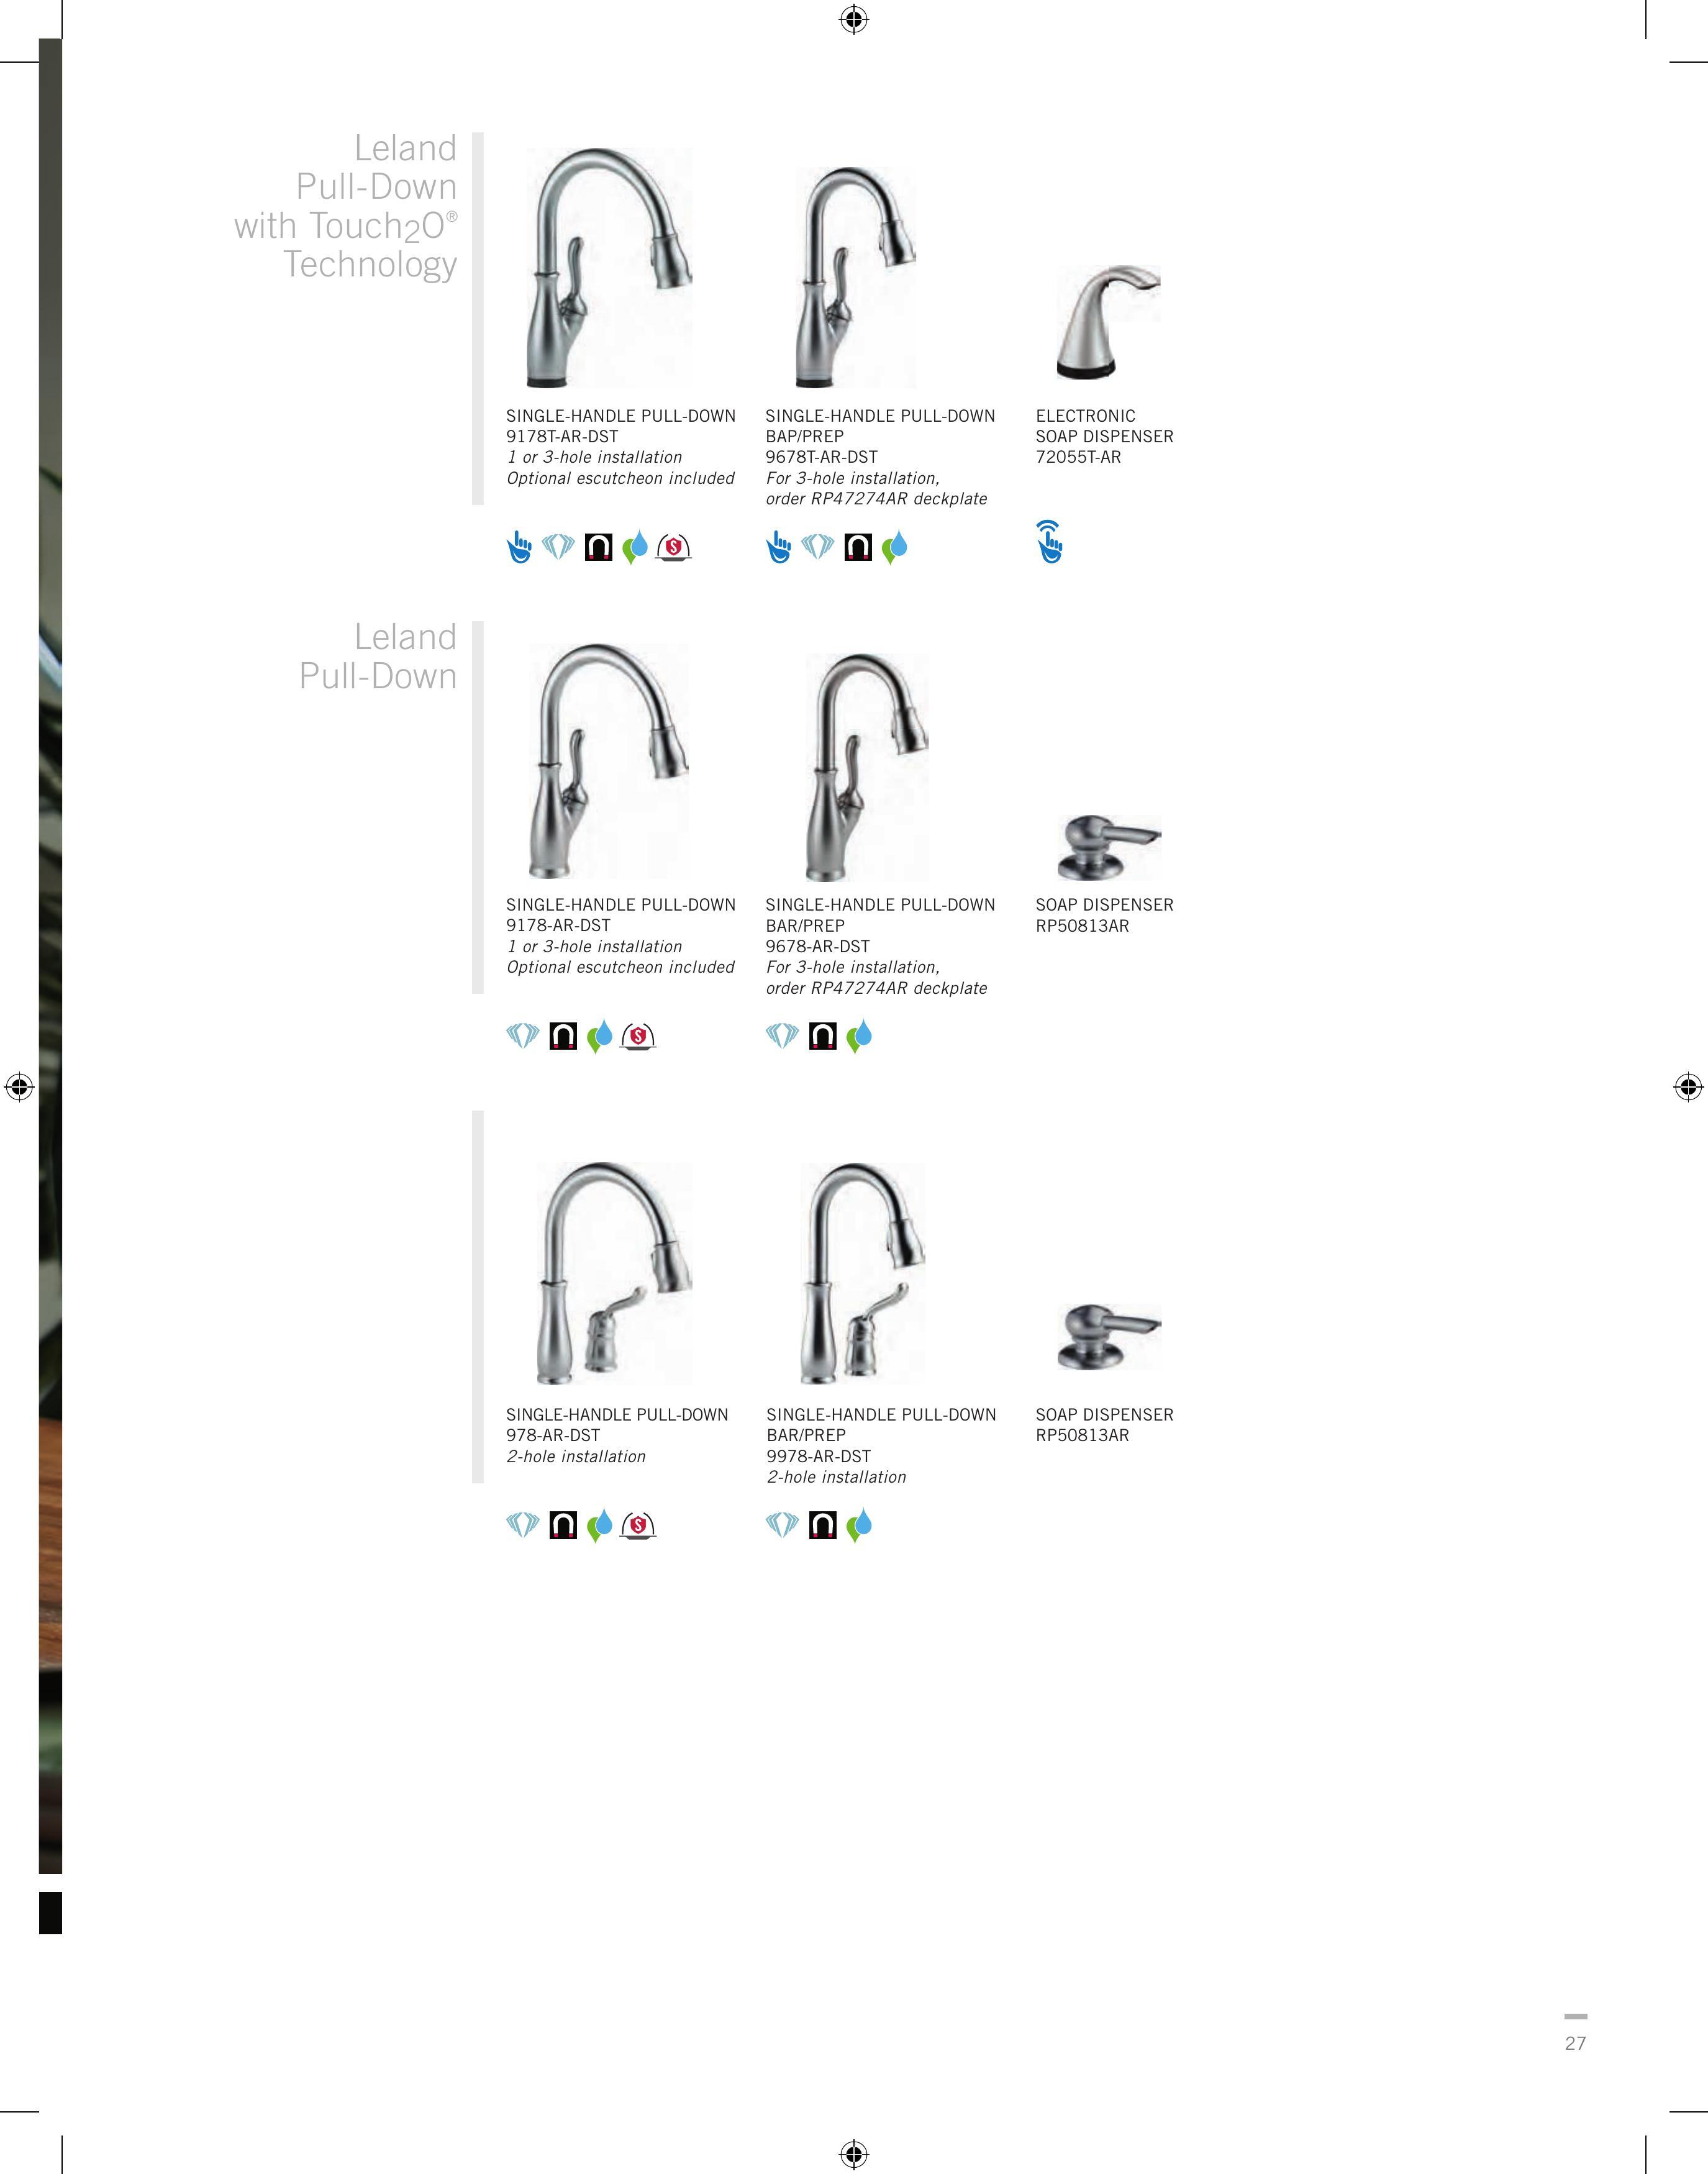 Leland
Pull-Down
with Touch2O®
Technology
SINGLE-HANDLE PULL-DOWN
9178T-AR-DST
1 or 3-hole installation
Optional escutcheon included
SINGLE-HANDLE PULL-DOWN
BAP/PREP
9678T-AR-DST
For 3-hole installation,
order RP47274AR deckplate
ELECTRONIC
SOAP DISPENSER
72055T-AR
Leland
Pull-Down
SINGLE-HANDLE PULL-DOWN
9178-AR-DST
1 or 3-hole installation
Optional escutcheon included
SINGLE-HANDLE PULL-DOWN
BAR/PREP
9678-AR-DST
For 3-hole installation,
order RP47274AR deckplate
SOAP DISPENSER
RP50813AR
SINGLE-HANDLE PULL-DOWN
978-AR-DST
2-hole installation
SINGLE-HANDLE PULL-DOWN
BAR/PREP
9978-AR-DST
2-hole installation
SOAP DISPENSER
RP50813AR
27